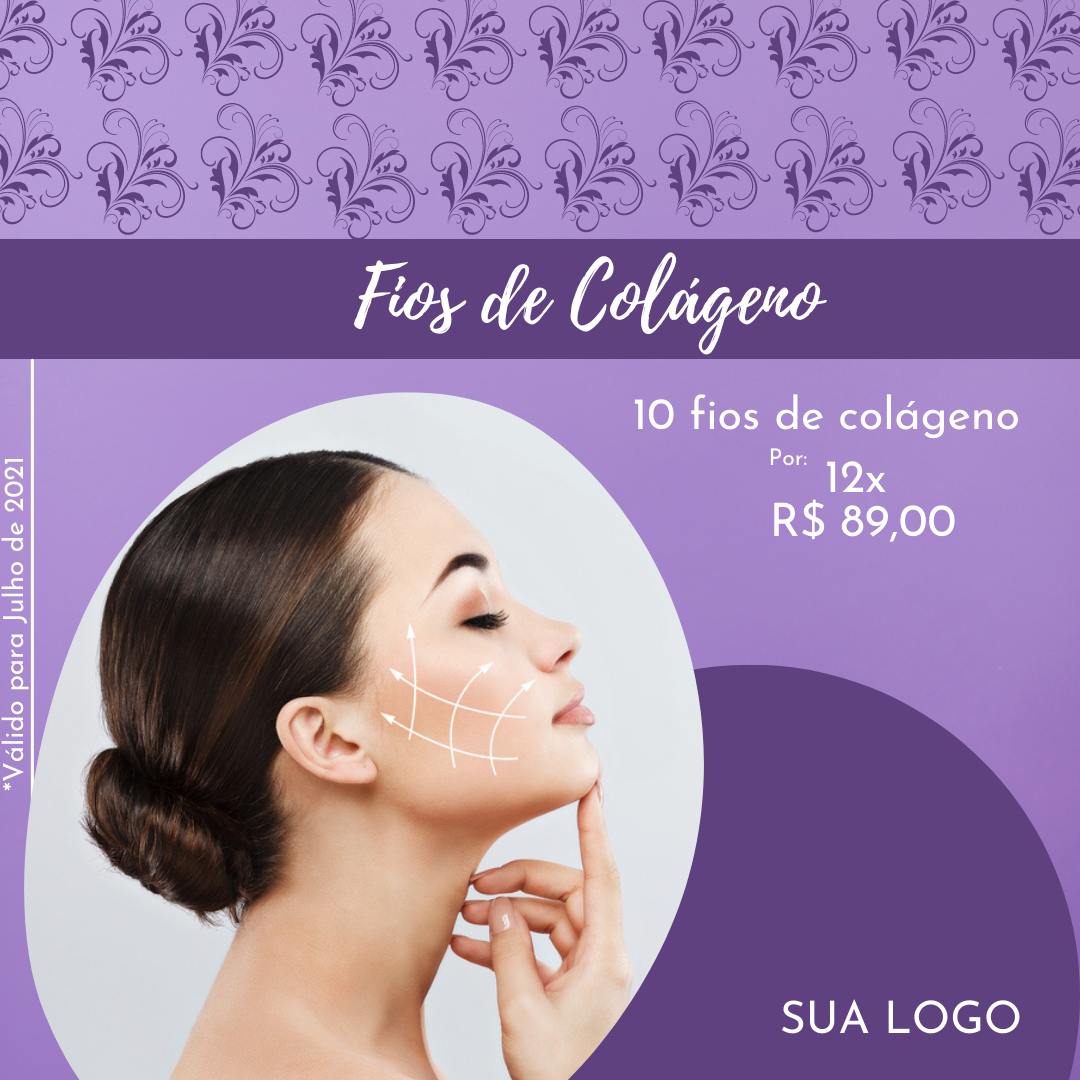 Fios de Colágeno
10 fios de colágeno
Por: 12x
R$ 89,00
*Válido para Julho de 2021
SUA LOGO